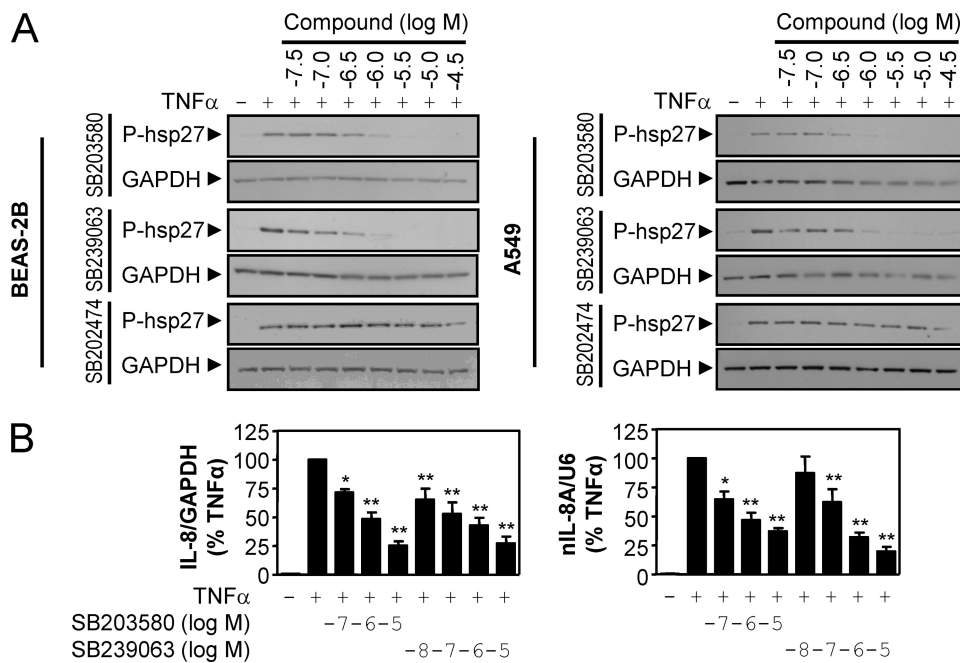 A
Compound (log M)
-7.5 -7.0 -6.5 -6.0 -5.5 -5.0 -4.5
TNFα − + + + + + + + +
BEAS-2B
SB203580
P-hsp27
GAPDH
SB239063
P-hsp27
GAPDH
SB202474
P-hsp27
GAPDH
Compound (log M)
-7.5 -7.0 -6.5 -6.0 -5.5 -5.0 -4.5
TNFα − + + + + + + + +
A549
SB203580
P-hsp27
GAPDH
SB239063
P-hsp27
GAPDH
SB202474
P-hsp27
GAPDH
B
IL-8/GAPDH
(% TNFα)
125
100
75
50
25
0
* ** ** ** ** ** **
nIL-8A/U6
(% TNFα)
125
100
75
50
25
0
* ** ** ** ** **
TNFα − + + + + + + + + − + + + + + + + +
SB203580 (log M) -7-6-5 -7-6-5
SB239063 (log M) -8-7-6-5 -8-7-6-5